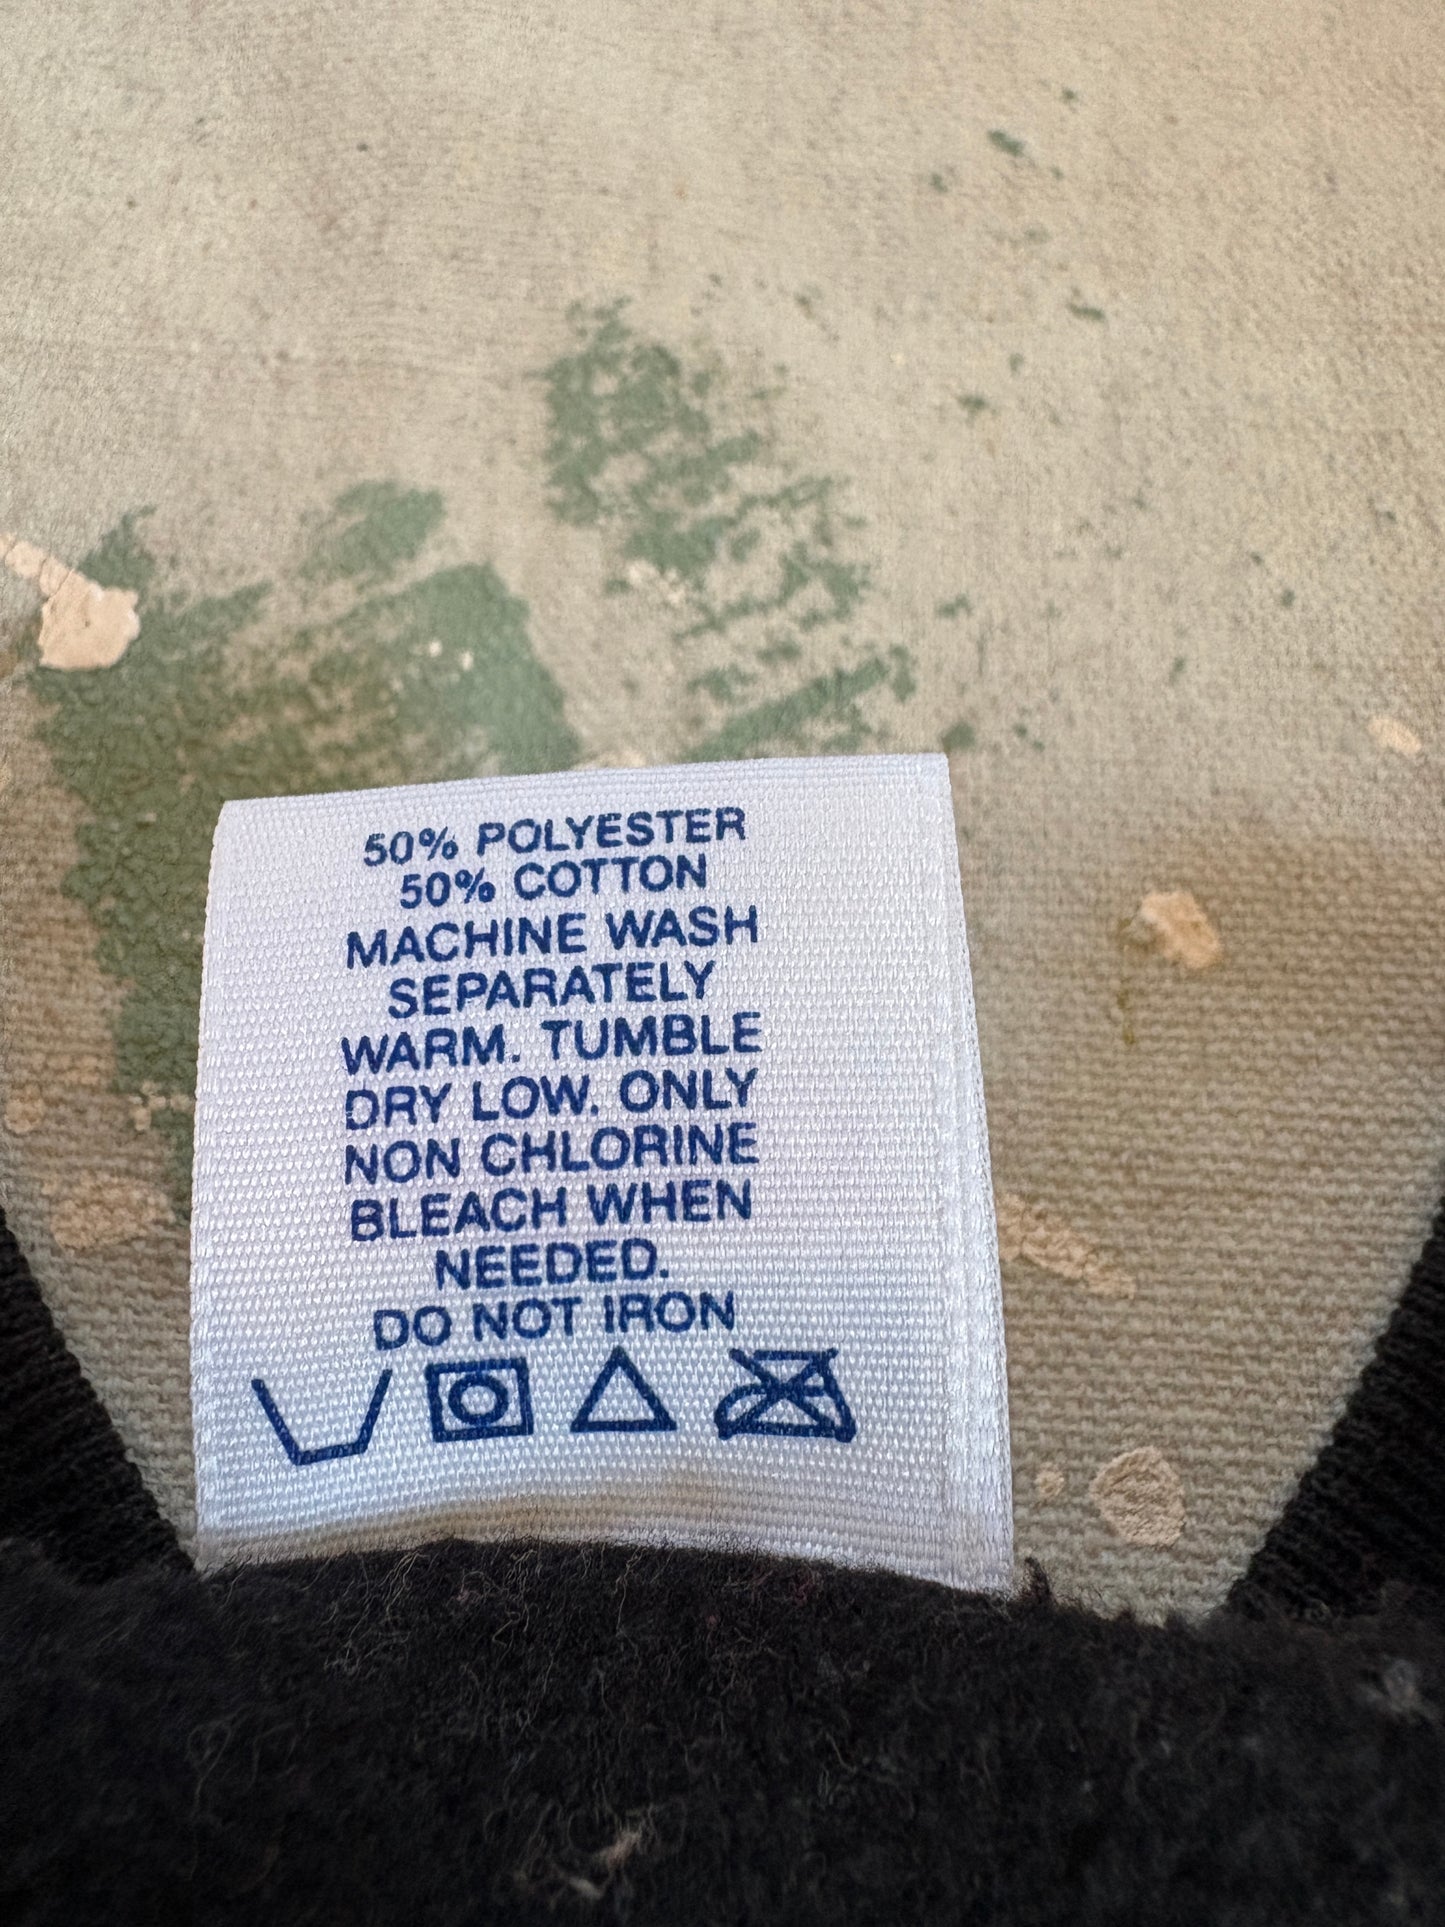 50% POLYESTER
50% COTTON
MACHINE WASH
SEPARATELY
WARM. TUMBLE
DRY LOW. ONLY
NON CHLORINE
BLEACH WHEN
NEEDED.
DO NOT IRON